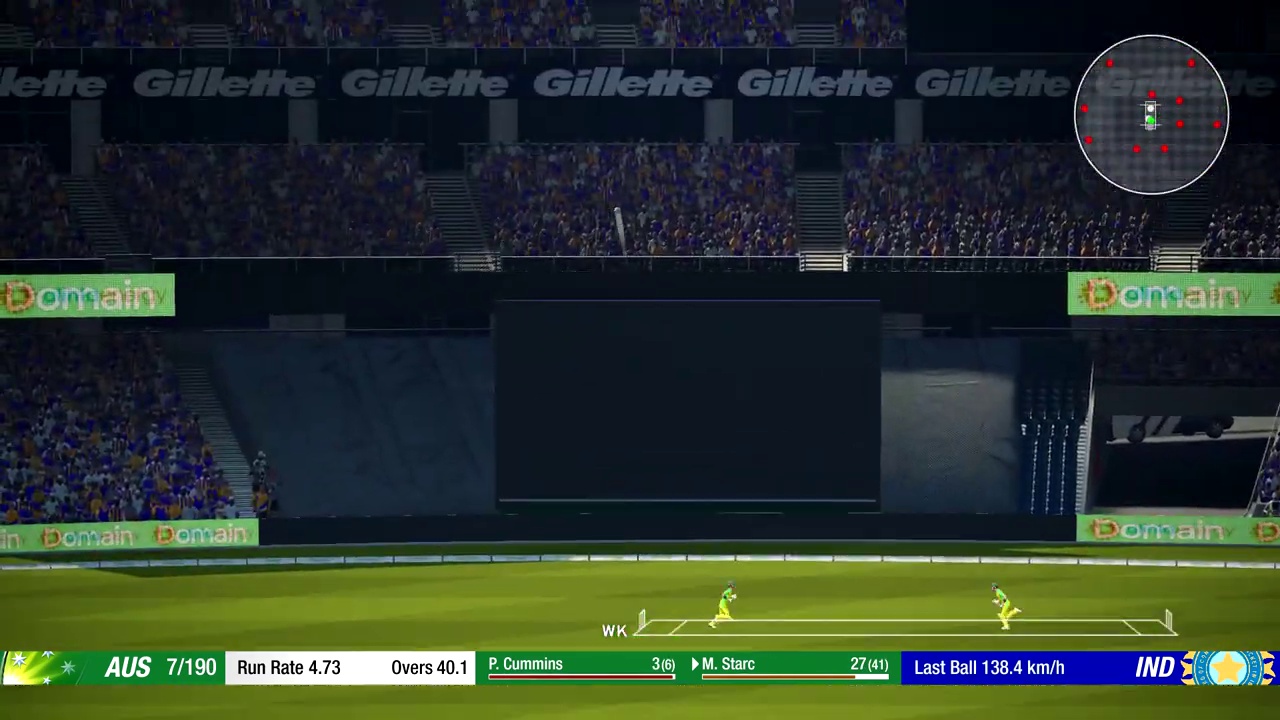 Gillette Gillette Gillette Gillette Gillette
Domain Domain
Domain Domain Domain
WK
AUS 7/190 Run Rate 4.73 Overs 40.1 P. Cummins 3(6) M. Starc 27(41) Last Ball 138.4 km/h IND